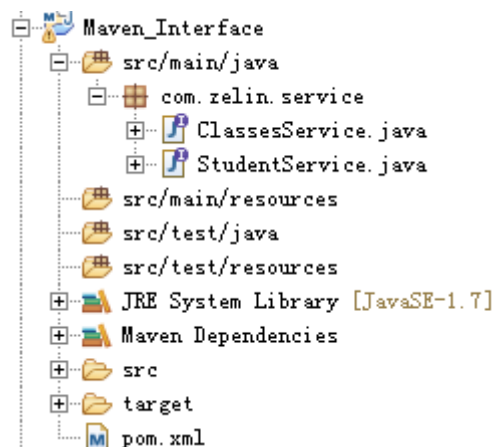 Maven_Interface
src/main/java
com.zelin.service
ClassesService.java
StudentService.java
src/main/resources
src/test/java
src/test/resources
JRE System Library [JavaSE-1.7]
Maven Dependencies
src
target
pom.xml